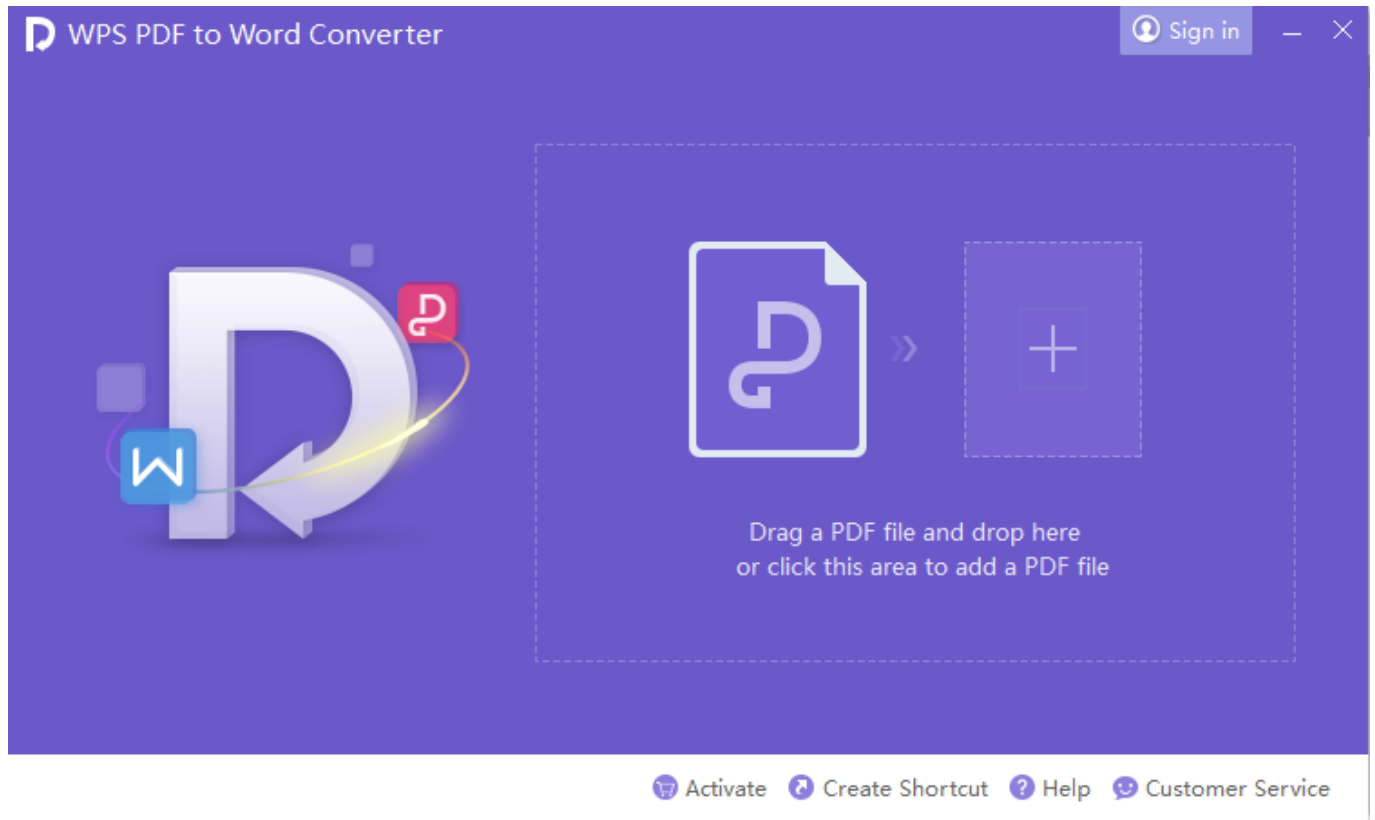 WPS PDF to Word Converter
Sign in
Drag a PDF file and drop here
or click this area to add a PDF file
Activate
Create Shortcut
Help
Customer Service